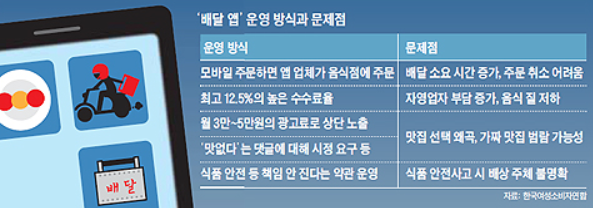 '배달 앱' 운영 방식과 문제점
운영 방식 문제점
모바일 주문하면 앱 업체가 음식점에 주문 배달 소요 시간 증가, 주문 취소 어려움
최고 12.5%의 높은 수수료율 자영업자 부담 증가, 음식 질 저하
월 3만~5만원의 광고료로 상단 노출
맛집 선택 왜곡, 가짜 맛집 범람 가능성
'맛없다'는 댓글에 대해 시정 요구 등
식품 안전 등 책임 안 진다는 약관 운영 식품 안전사고 시 배상 주체 불명확
자료: 한국여성소비자연합
배달